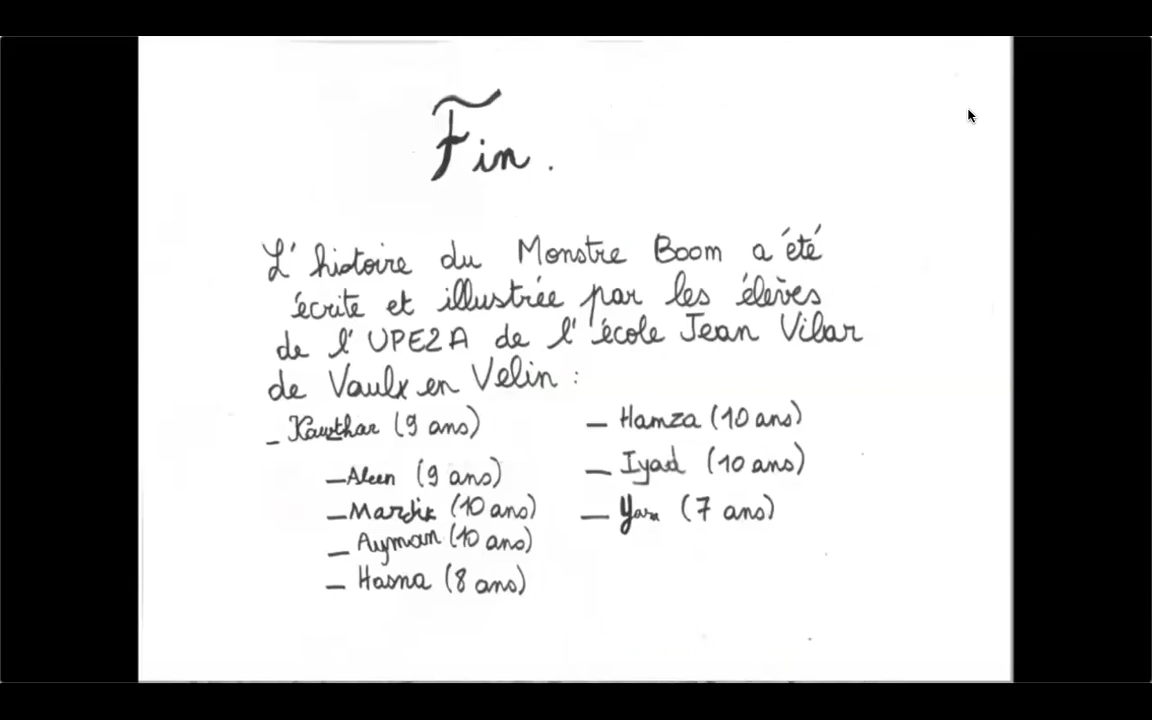 Fin.
L'histoire du Monstre Boom a été
écrite et illustrée par les élèves
de l'UPE2A de l'école Jean Vilar
de Vaulx en Velin :
- Kawthar (9 ans)
- Aleen (9 ans)
- Mardik (10 ans)
- Ayman (10 ans)
- Hasna (8 ans)
- Hamza (10 ans)
- Iyad (10 ans)
- Yara (7 ans)